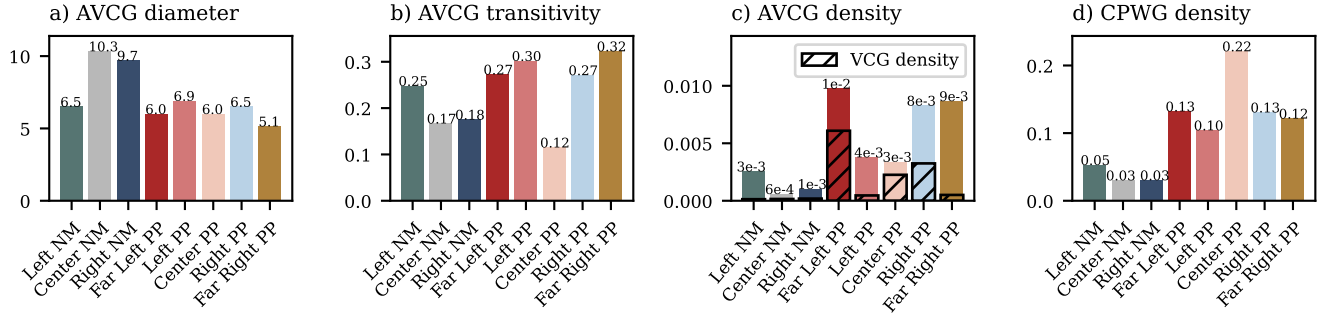 a) AVCG diameter
10
5
0
6.5
10.3
9.7
6.0
6.9
6.0
6.5
5.1
Left NM
Center NM
Right NM
Far Left PP
Left PP
Center PP
Right PP
Far Right PP
b) AVCG transitivity
0.3
0.2
0.1
0.0
0.25
0.17
0.18
0.27
0.30
0.12
0.27
0.32
Left NM
Center NM
Right NM
Far Left PP
Left PP
Center PP
Right PP
Far Right PP
c) AVCG density
VCG density
0.010
0.005
0.000
3e-3
6e-4
1e-3
1e-2
4e-3
3e-3
8e-3
9e-3
Left NM
Center NM
Right NM
Far Left PP
Left PP
Center PP
Right PP
Far Right PP
d) CPWG density
0.2
0.1
0.0
0.05
0.03
0.03
0.13
0.10
0.22
0.13
0.12
Left NM
Center NM
Right NM
Far Left PP
Left PP
Center PP
Right PP
Far Right PP